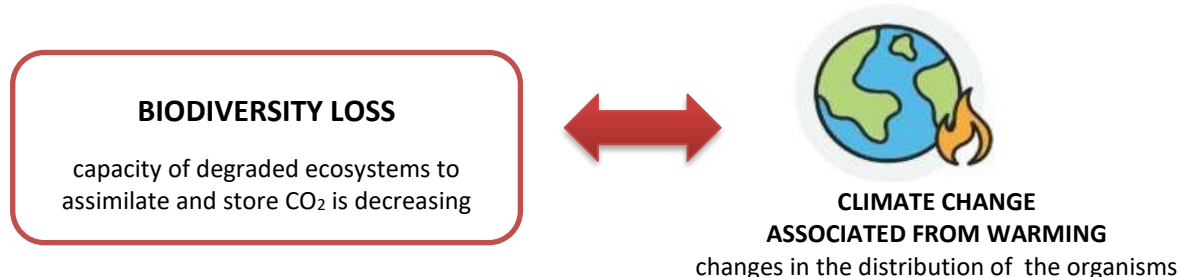 BIODIVERSITY LOSS
capacity of degraded ecosystems to
assimilate and store CO₂ is decreasing
CLIMATE CHANGE
ASSOCIATED FROM WARMING
changes in the distribution of the organisms